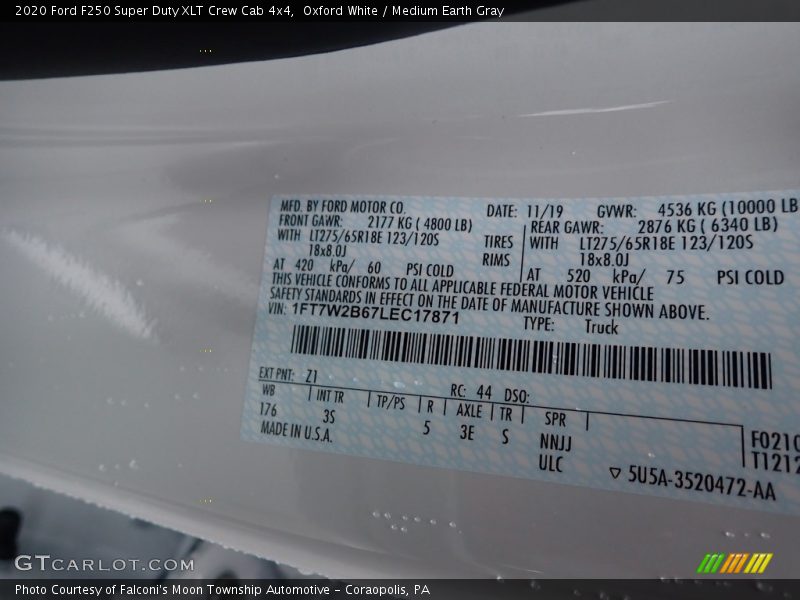 2020 Ford F250 Super Duty XLT Crew Cab 4x4,  Oxford White / Medium Earth Gray
MFD. BY FORD MOTOR CO. DATE: 11/19 GVWR: 4536 KG (10000 LB
FRONT GAWR: 2177 KG ( 4800 LB) REAR GAWR: 2876 KG ( 6340 LB)
WITH LT275/65R18E 123/120S TIRES WITH LT275/65R18E 123/120S
18x8.0J RIMS 18x8.0J
AT 420 kPa/ 60 PSI COLD AT 520 kPa/ 75 PSI COLD
THIS VEHICLE CONFORMS TO ALL APPLICABLE FEDERAL MOTOR VEHICLE
SAFETY STANDARDS IN EFFECT ON THE DATE OF MANUFACTURE SHOWN ABOVE.
VIN: 1FT7W2B67LEC17871 TYPE: Truck
EXT PNT: Z1 RC: 44 DSO:
WB INT TR TP/PS R AXLE TR SPR
176 3S 5 3E S NNJJ F021
MADE IN U.S.A. ULC T1212
▽ 5U5A-3520472-AA
GTCARLOT.COM
Photo Courtesy of Falconi's Moon Township Automotive – Coraopolis, PA